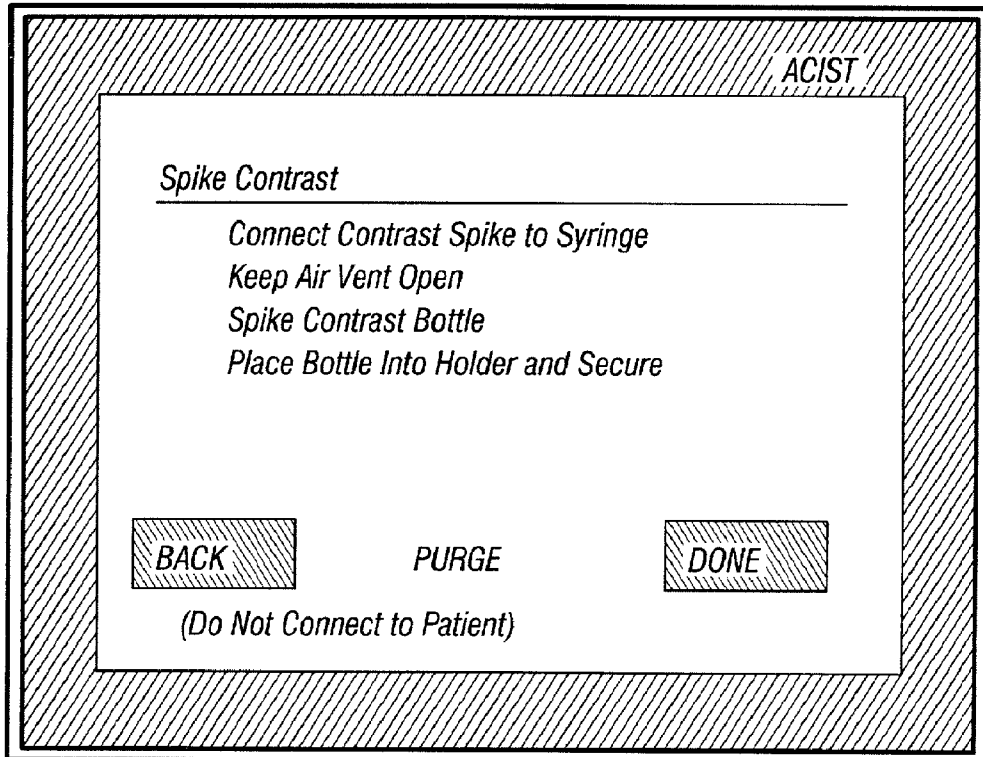 ACIST
Spike Contrast
Connect Contrast Spike to Syringe
Keep Air Vent Open
Spike Contrast Bottle
Place Bottle Into Holder and Secure
BACK PURGE DONE
(Do Not Connect to Patient)